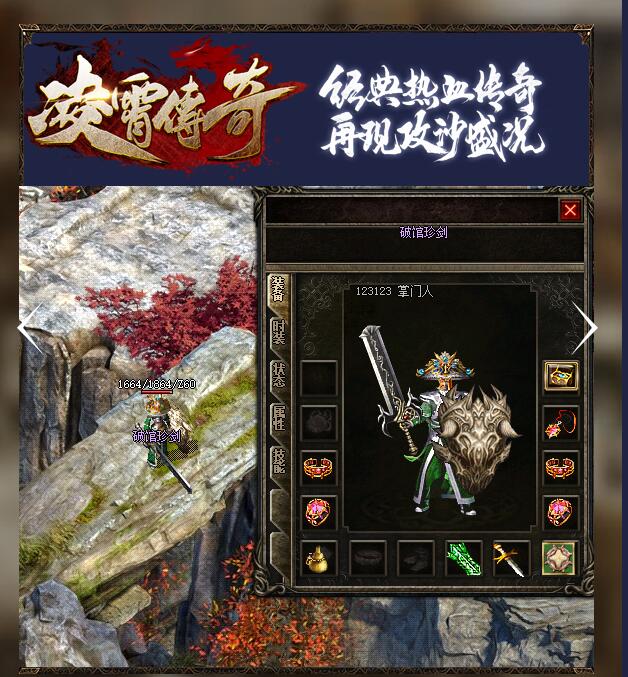 凌霄传奇
经典热血传奇
再现攻沙盛况
破馆珍剑
123123 掌门人
装备
时装
状态
属性
技能
1664/1864/260
破馆珍剑